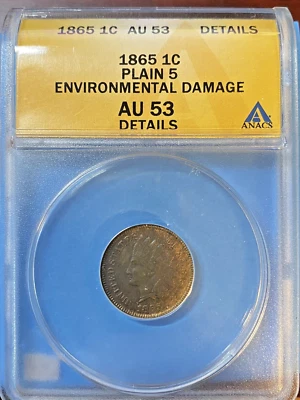 1865 1C AU 53 DETAILS
1865 1C
PLAIN 5
ENVIRONMENTAL DAMAGE
AU 53
DETAILS
ANACS